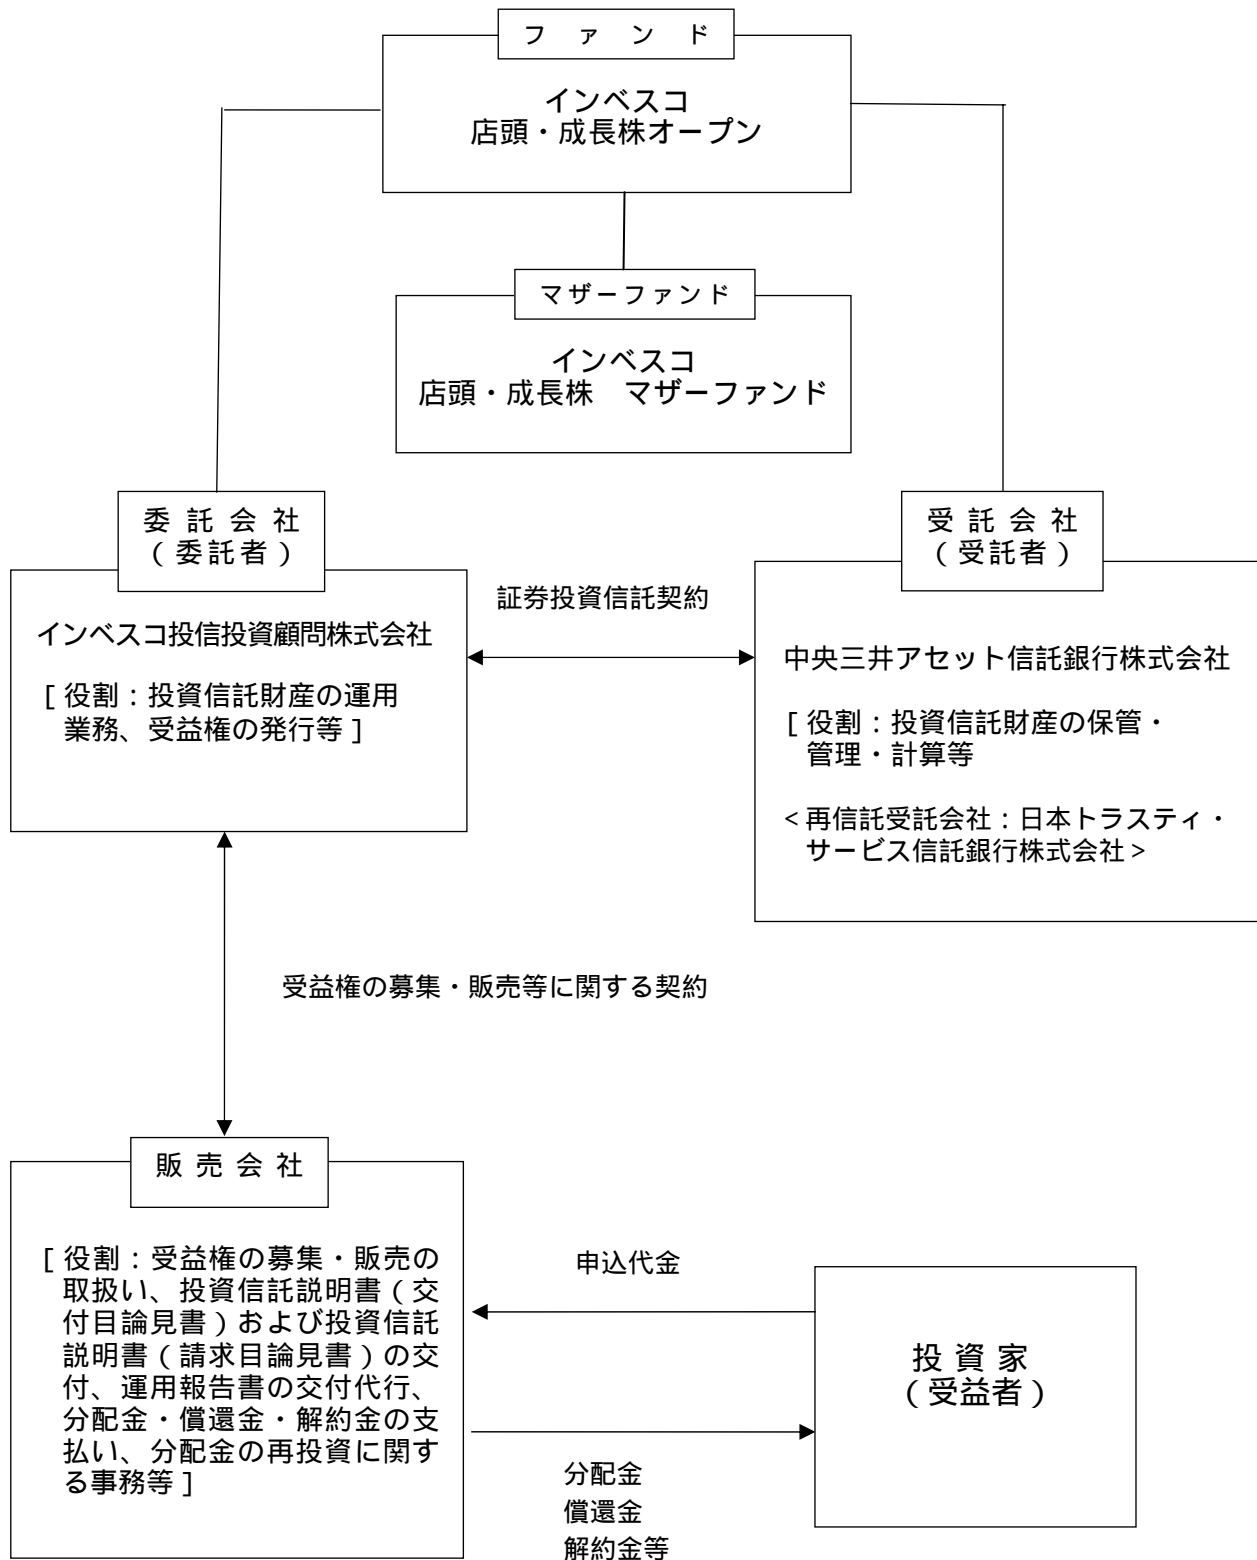 ファンド
インベスコ
店頭・成長株オープン
マザーファンド
インベスコ
店頭・成長株　マザーファンド
委託会社
（委託者）
インベスコ投信投資顧問株式会社
[ 役割：投資信託財産の運用
業務、受益権の発行等 ]
証券投資信託契約
受託会社
（受託者）
中央三井アセット信託銀行株式会社
[ 役割：投資信託財産の保管・
管理・計算等
<再信託受託会社：日本トラスティ・
サービス信託銀行株式会社>
受益権の募集・販売等に関する契約
販売会社
[ 役割：受益権の募集・販売の
取扱い、投資信託説明書（交
付目論見書）および投資信託
説明書（請求目論見書）の交
付、運用報告書の交付代行、
分配金・償還金・解約金の支
払い、分配金の再投資に関す
る事務等 ]
申込代金
分配金
償還金
解約金等
投資家
（受益者）